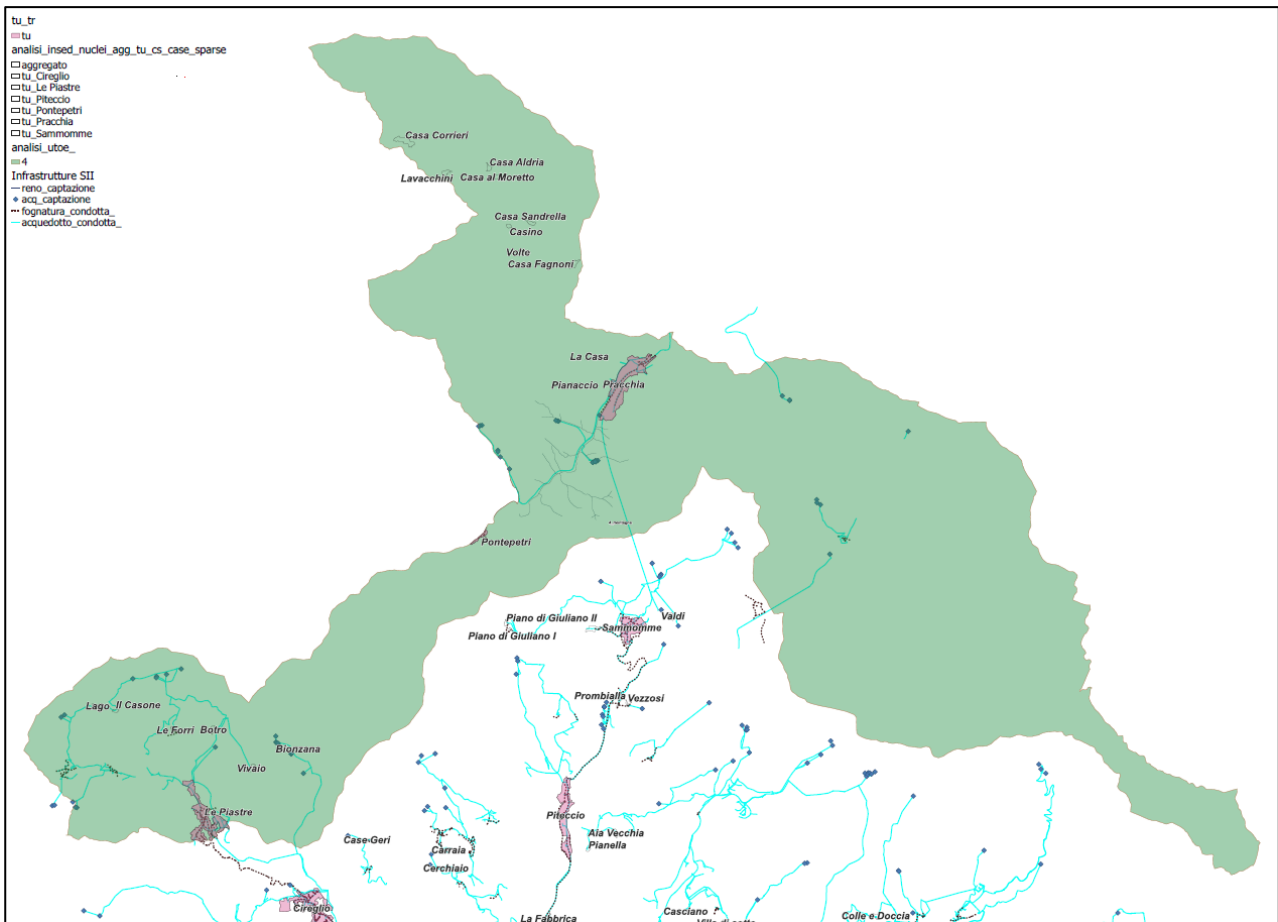 tu_tr
tu
analisi_insed_nuclei_agg_tu_cs_case_sparse
aggregato
tu_Cireglio
tu_Le Piastre
tu_Piteccio
tu_Pontepetri
tu_Pracchia
tu_Sammomme
analisi_utoe_
4
Infrastrutture SII
reno_captazione
acq_captazione
fognatura_condotta_
acquedotto_condotta_
Casa Corrieri
Casa Aldria
Lavacchini
Casa al Moretto
Casa Sandrella
Casino
Volte
Casa Fagnoni
La Casa
Pianaccio
Pracchia
Pontepetri
Piano di Giuliano II
Valdi
Sammomme
Piano di Giuliano I
Prombialla
Vezzosi
Lago
Il Casone
Le Forri
Botro
Bionzana
Vivaio
Le Piastre
Piteccio
Case Geri
Aia Vecchia
Pianella
Carraia
Cerchiaio
Cireglio
La Fabbrica
Casciano
Colle e Doccia